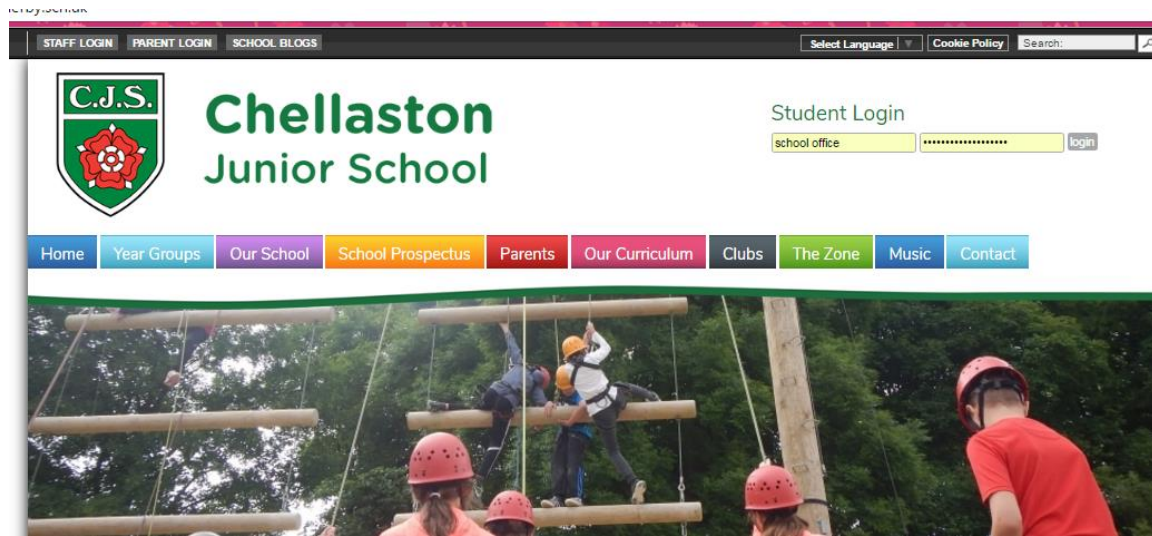 STAFF LOGIN PARENT LOGIN SCHOOL BLOGS Select Language ▼ Cookie Policy Search:
C.J.S.
Chellaston
Junior School
Student Login
school office •••••••••••••••••• login
Home Year Groups Our School School Prospectus Parents Our Curriculum Clubs The Zone Music Contact